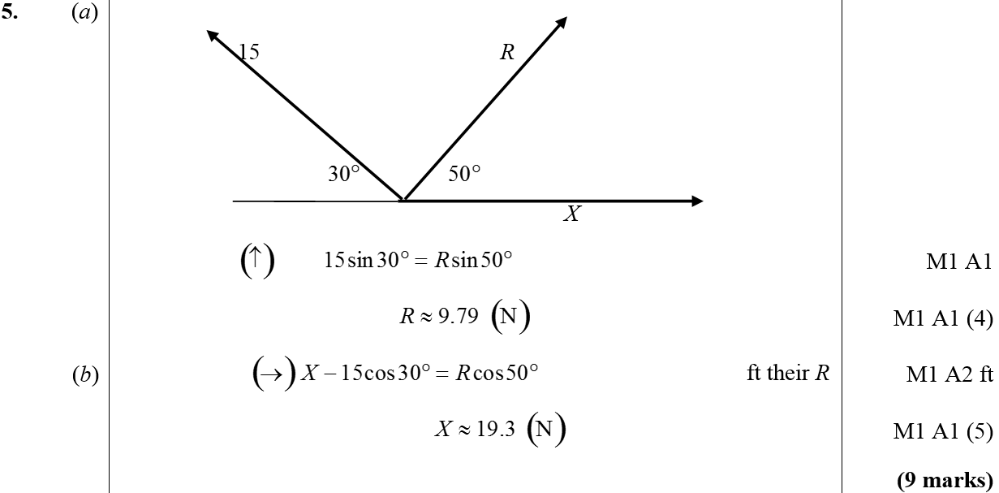 5. (a)
15 R
30° 50°
X
(↑) 15 sin 30° = R sin 50° M1 A1
R ≈ 9.79 (N) M1 A1 (4)
(b) (→) X − 15 cos 30° = R cos 50° ft their R M1 A2 ft
X ≈ 19.3 (N) M1 A1 (5)
(9 marks)